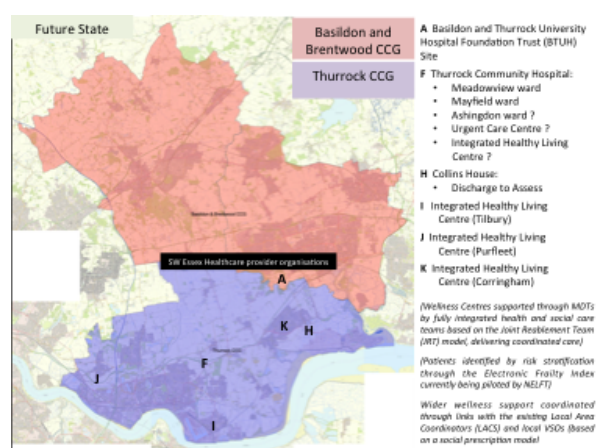 Future State
Basildon and
Brentwood CCG
Thurrock CCG
SW Essex Healthcare provider organisations
A
K
H
F
J
I
A Basildon and Thurrock University
Hospital Foundation Trust (BTUH)
Site
F Thurrock Community Hospital:
• Meadowview ward
• Mayfield ward
• Ashingdon ward ?
• Urgent Care Centre ?
• Integrated Healthy Living
Centre ?
H Collins House:
• Discharge to Assess
I Integrated Healthy Living
Centre (Tilbury)
J Integrated Healthy Living
Centre (Purfleet)
K Integrated Healthy Living
Centre (Corringham)
(Wellness Centres supported through MDTs
by fully integrated health and social care
teams based on the Joint Reablement Team
(JRT) model, delivering coordinated care)
(Patients identified by risk stratification
through the Electronic Frailty Index
currently being piloted by NELFT)
Wider wellness support coordinated
through links with the existing Local Area
Coordinators (LACS) and local VSOs (based
on a social prescription model